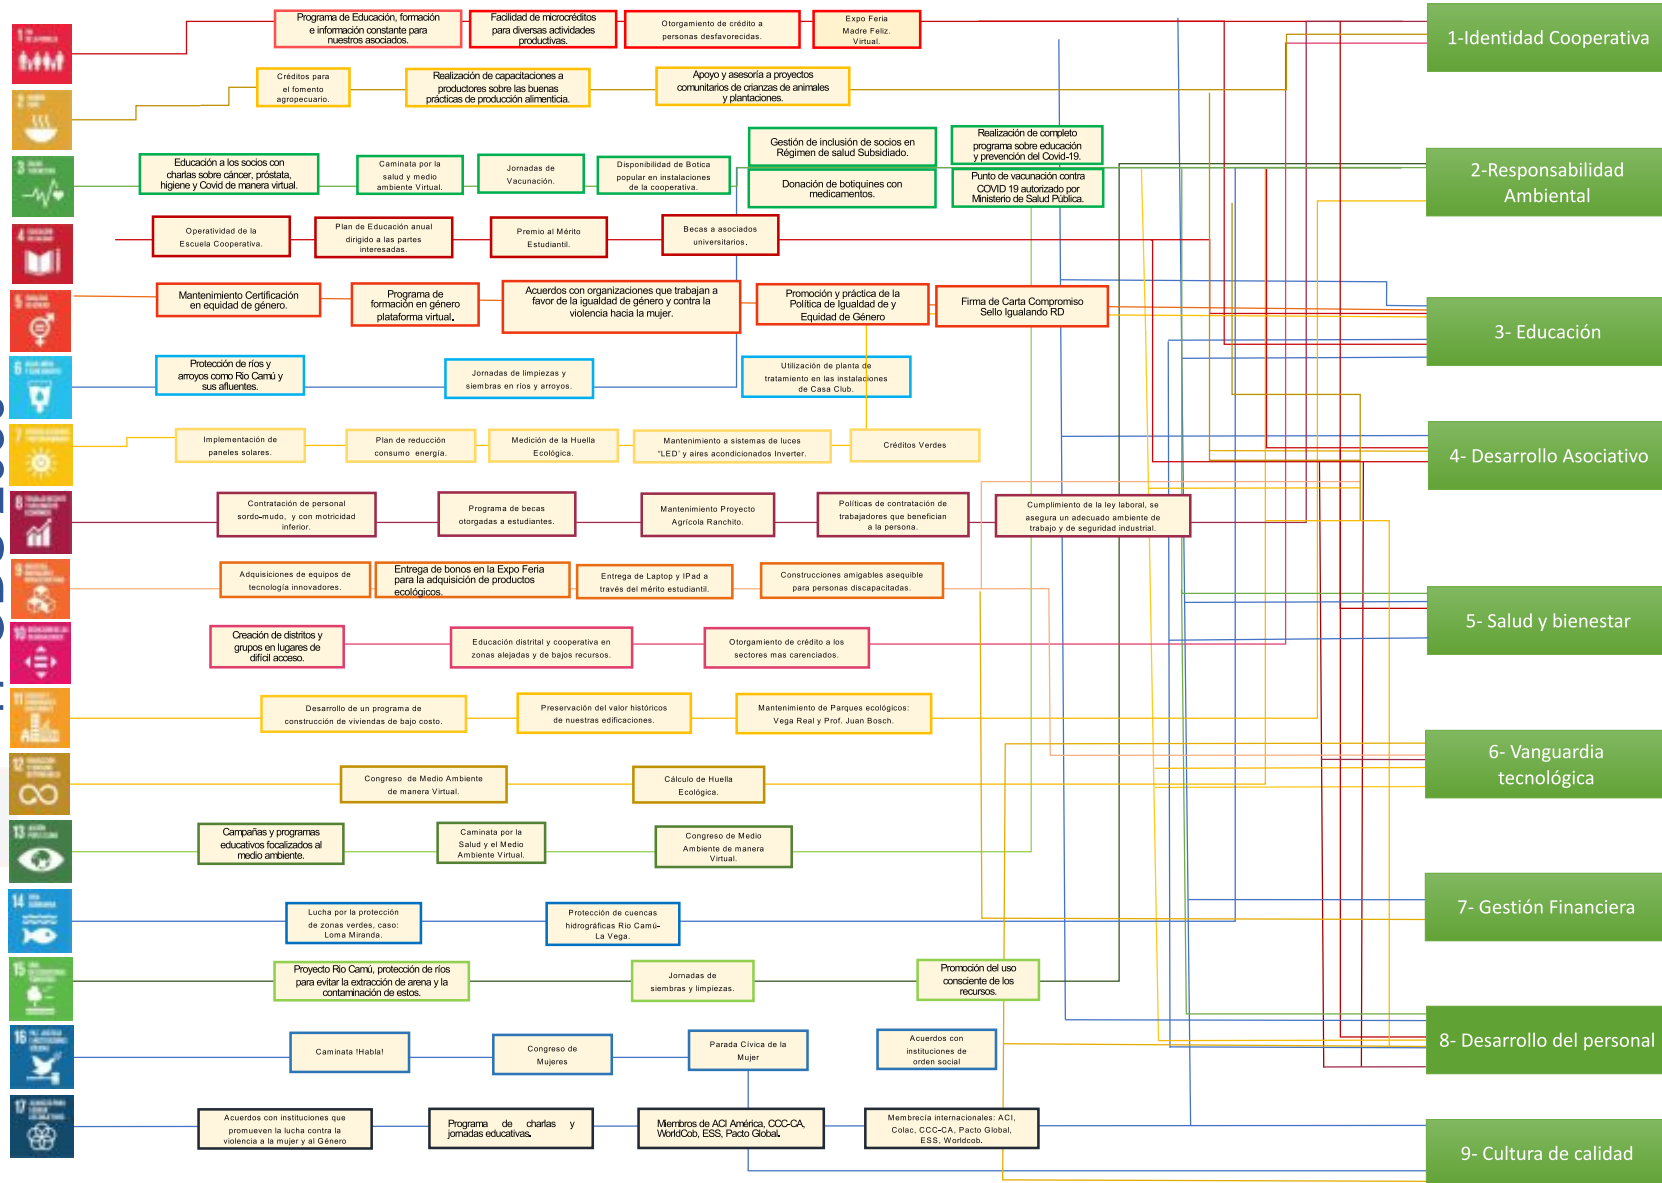 1
Programa de Educación, formación
e información constante para
nuestros asociados.
Facilidad de microcréditos
para diversas actividades
productivas.
Otorgamiento de crédito a
personas desfavorecidas.
Expo Feria
Madre Feliz.
Virtual.
1-Identidad Cooperativa
2
Créditos para
el fomento
agropecuario.
Realización de capacitaciones a
productores sobre las buenas
prácticas de producción alimenticia.
Apoyo y asesoría a proyectos
comunitarios de crianzas de animales
y plantaciones.
3
Educación a los socios con
charlas sobre cáncer, próstata,
higiene y Covid de manera virtual.
Caminata por la
salud y medio
ambiente Virtual.
Jornadas de
Vacunación.
Disponibilidad de Botica
popular en instalaciones
de la cooperativa.
Gestión de inclusión de socios en
Régimen de salud Subsidiado.
Donación de botiquines con
medicamentos.
Realización de completo
programa sobre educación
y prevención del Covid-19.
Punto de vacunación contra
COVID 19 autorizado por
Ministerio de Salud Pública.
2-Responsabilidad
Ambiental
4
Operatividad de la
Escuela Cooperativa.
Plan de Educación anual
dirigido a las partes
interesadas.
Premio al Mérito
Estudiantil.
Becas a asociados
universitarios.
5
Mantenimiento Certificación
en equidad de género.
Programa de
formación en género
plataforma virtual.
Acuerdos con organizaciones que trabajan a
favor de la igualdad de género y contra la
violencia hacia la mujer.
Promoción y práctica de la
Política de Igualdad de y
Equidad de Género
Firma de Carta Compromiso
Sello Igualando RD
3- Educación
6
Protección de ríos y
arroyos como Rio Camú y
sus afluentes.
Jornadas de limpiezas y
siembras en ríos y arroyos.
Utilización de planta de
tratamiento en las instalaciones
de Casa Club.
7
Implementación de
paneles solares.
Plan de reducción
consumo energía.
Medición de la Huella
Ecológica.
Mantenimiento a sistemas de luces
"LED' y aires acondicionados Inverter.
Créditos Verdes
4- Desarrollo Asociativo
8
Contratación de personal
sordo-mudo, y con motricidad
inferior.
Programa de becas
otorgadas a estudiantes.
Mantenimiento Proyecto
Agrícola Ranchito.
Políticas de contratación de
trabajadores que benefician
a la persona.
Cumplimiento de la ley laboral, se
asegura un adecuado ambiente de
trabajo y de seguridad industrial.
9
Adquisiciones de equipos de
tecnología innovadores.
Entrega de bonos en la Expo Feria
para la adquisición de productos
ecológicos.
Entrega de Laptop y IPad a
través del mérito estudiantil.
Construcciones amigables asequible
para personas discapacitadas.
5- Salud y bienestar
10
Creación de distritos y
grupos en lugares de
difícil acceso.
Educación distrital y cooperativa en
zonas alejadas y de bajos recursos.
Otorgamiento de crédito a los
sectores mas carenciados.
11
Desarrollo de un programa de
construcción de viviendas de bajo costo.
Preservación del valor históricos
de nuestras edificaciones.
Mantenimiento de Parques ecológicos:
Vega Real y Prof. Juan Bosch.
6- Vanguardia
tecnológica
12
Congreso de Medio Ambiente
de manera Virtual.
Cálculo de Huella
Ecológica.
13
Campañas y programas
educativos focalizados al
medio ambiente.
Caminata por la
Salud y el Medio
Ambiente Virtual.
Congreso de Medio
Ambiente de manera
Virtual.
14
Lucha por la protección
de zonas verdes, caso:
Loma Miranda.
Protección de cuencas
hidrográficas Rio Camú-
La Vega.
7- Gestión Financiera
15
Proyecto Rio Camú, protección de ríos
para evitar la extracción de arena y la
contaminación de estos.
Jornadas de
siembras y limpiezas.
Promoción del uso
consciente de los
recursos.
16
Caminata !Habla!
Congreso de
Mujeres
Parada Cívica de la
Mujer
Acuerdos con
instituciones de
orden social
8- Desarrollo del personal
17
Acuerdos con instituciones que
promueven la lucha contra la
violencia a la mujer y al Género
Programa de charlas y
jornadas educativas.
Miembros de ACI América, CCC-CA,
WorldCob, ESS, Pacto Global.
Membrecía internacionales: ACI,
Colac, CCC-CA, Pacto Global,
ESS, Worldcob.
9- Cultura de calidad